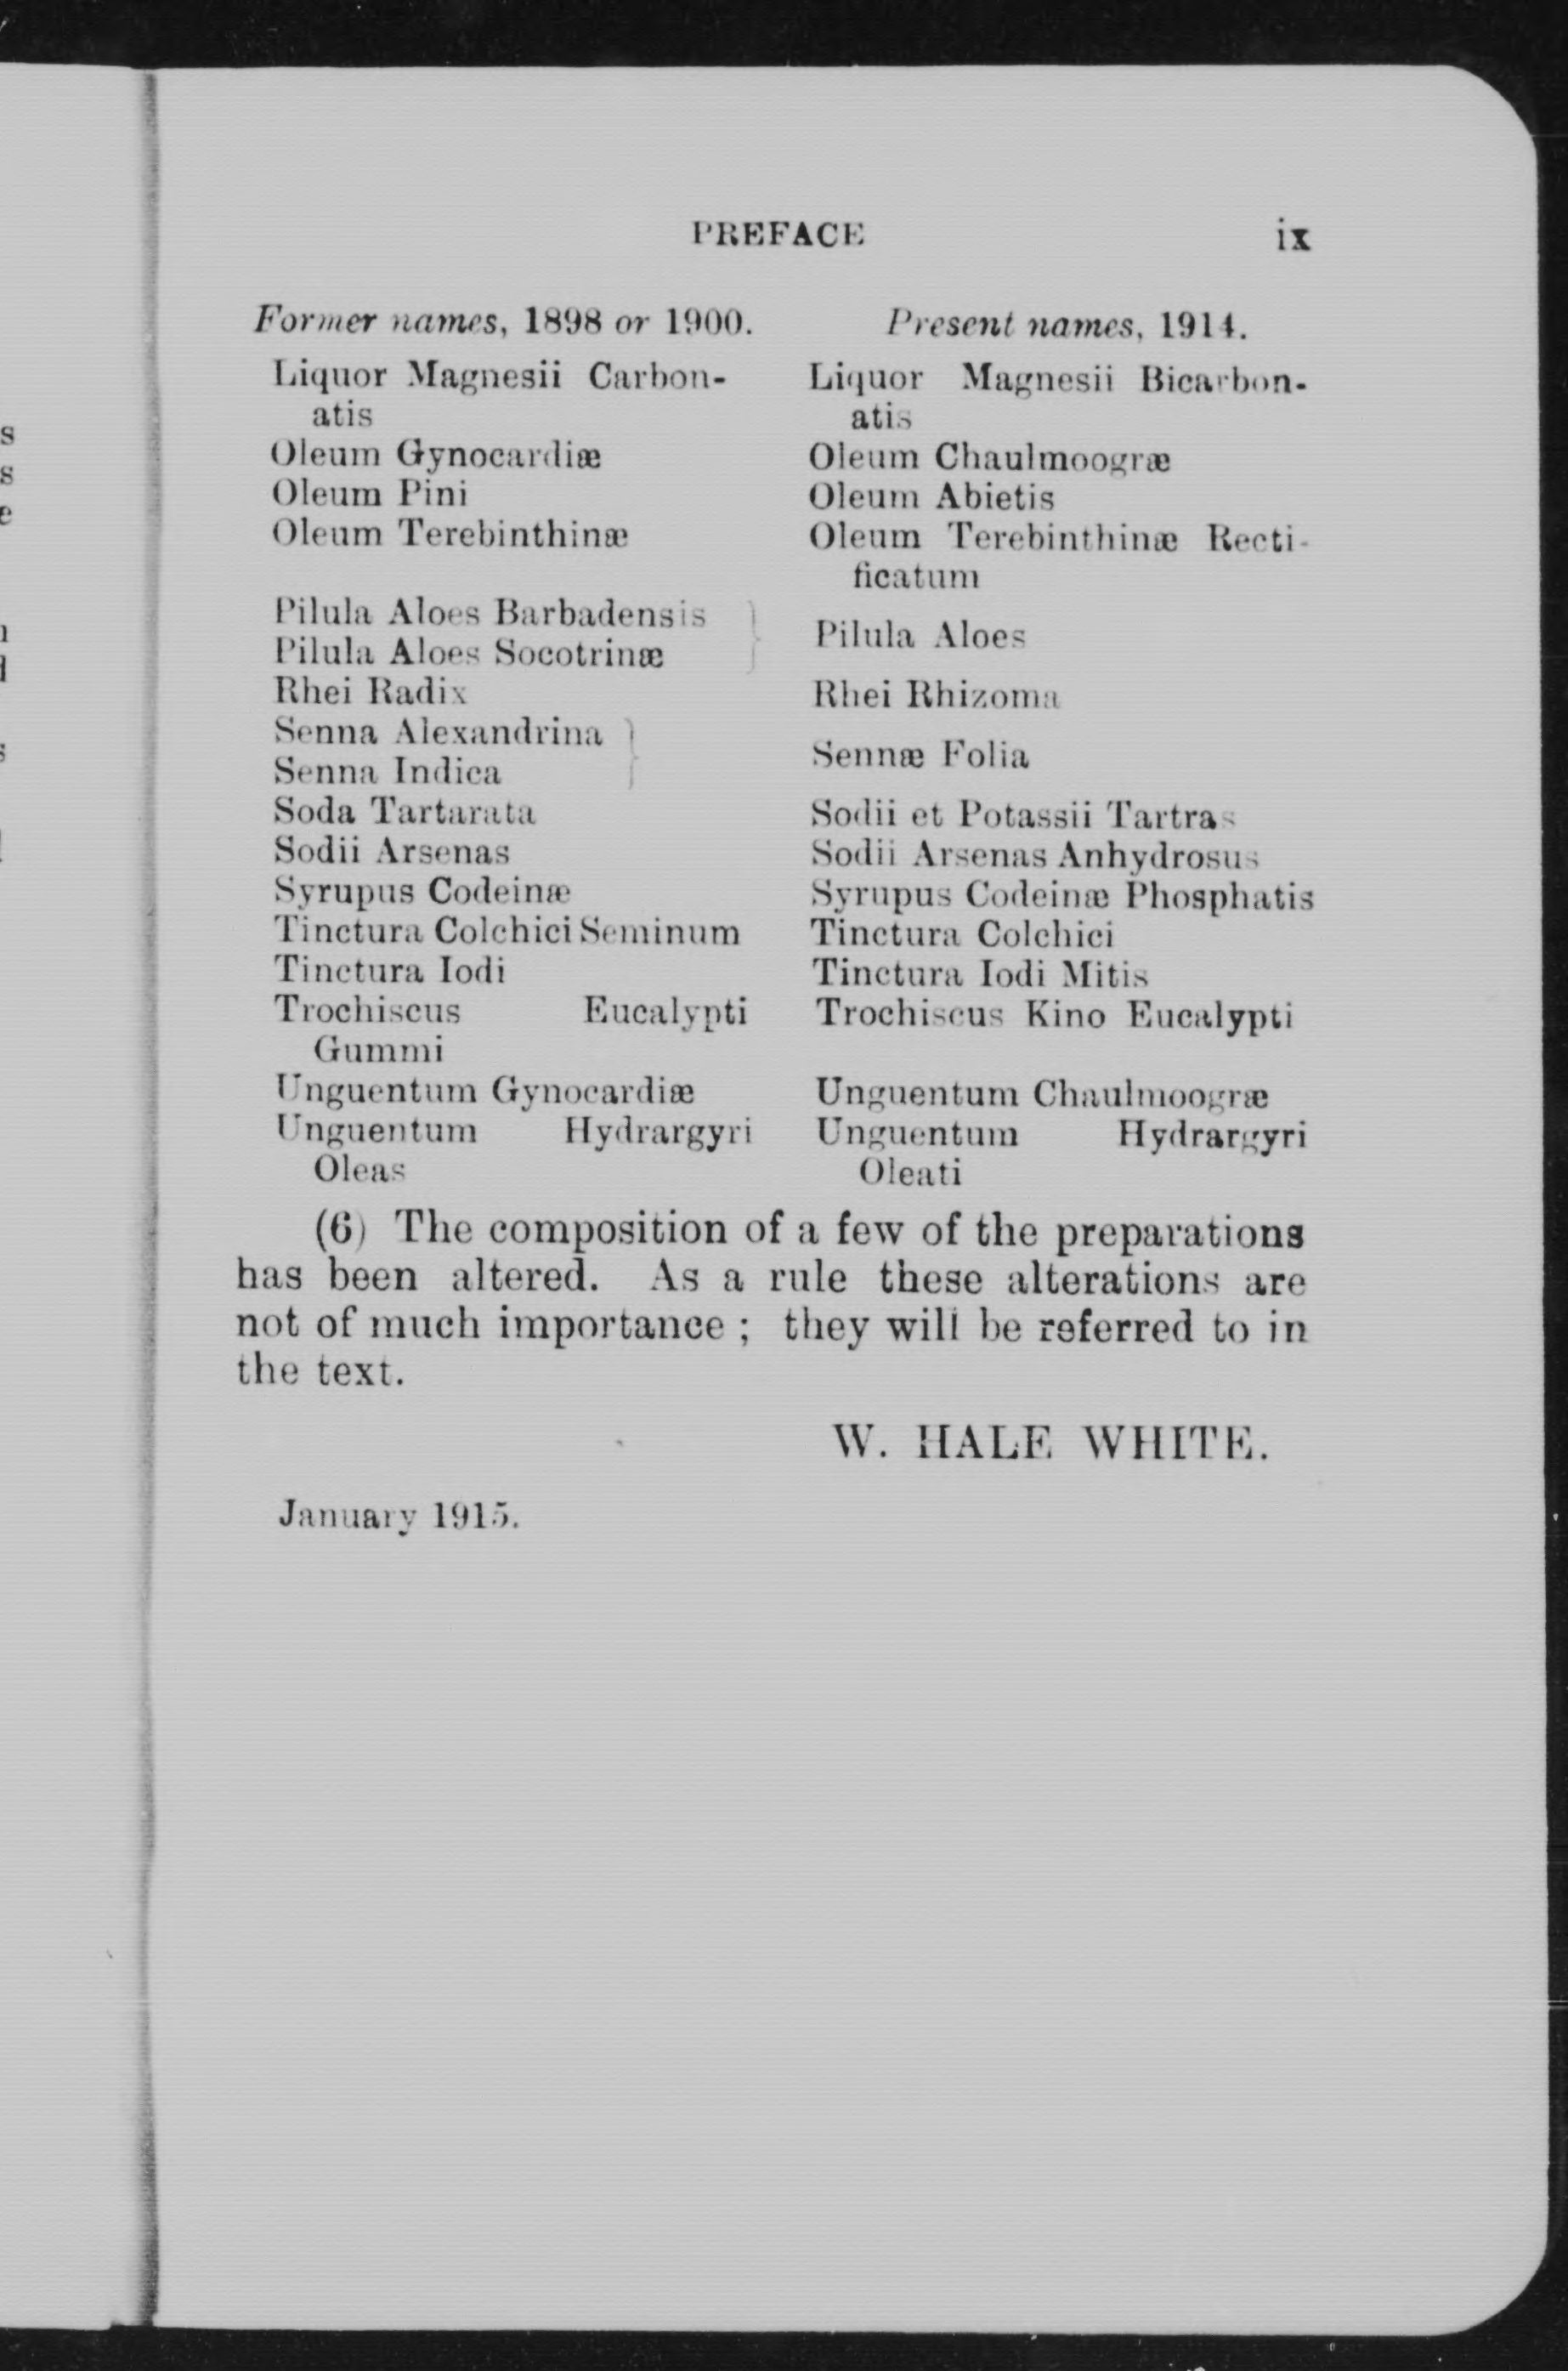 PREFACE ix
Former names, 1898 or 1900. Present names, 1914.
Liquor Magnesii Carbon- Liquor Magnesii Bicarbon-
atis atis
Oleum Gynocardiæ Oleum Chaulmoogræ
Oleum Pini Oleum Abietis
Oleum Terebinthinæ Oleum Terebinthinæ Recti-
ficatum
Pilula Aloes Barbadensis
Pilula Aloes Socotrinæ } Pilula Aloes
Rhei Radix Rhei Rhizoma
Senna Alexandrina
Senna Indica } Sennæ Folia
Soda Tartarata Sodii et Potassii Tartras
Sodii Arsenas Sodii Arsenas Anhydrosus
Syrupus Codeinæ Syrupus Codeinæ Phosphatis
Tinctura Colchici Seminum Tinctura Colchici
Tinctura Iodi Tinctura Iodi Mitis
Trochiscus Eucalypti Trochiscus Kino Eucalypti
Gummi
Unguentum Gynocardiæ Unguentum Chaulmoogræ
Unguentum Hydrargyri Unguentum Hydrargyri
Oleas Oleati
(6) The composition of a few of the preparations
has been altered. As a rule these alterations are
not of much importance ; they will be referred to in
the text.
W. HALE WHITE.
January 1915.